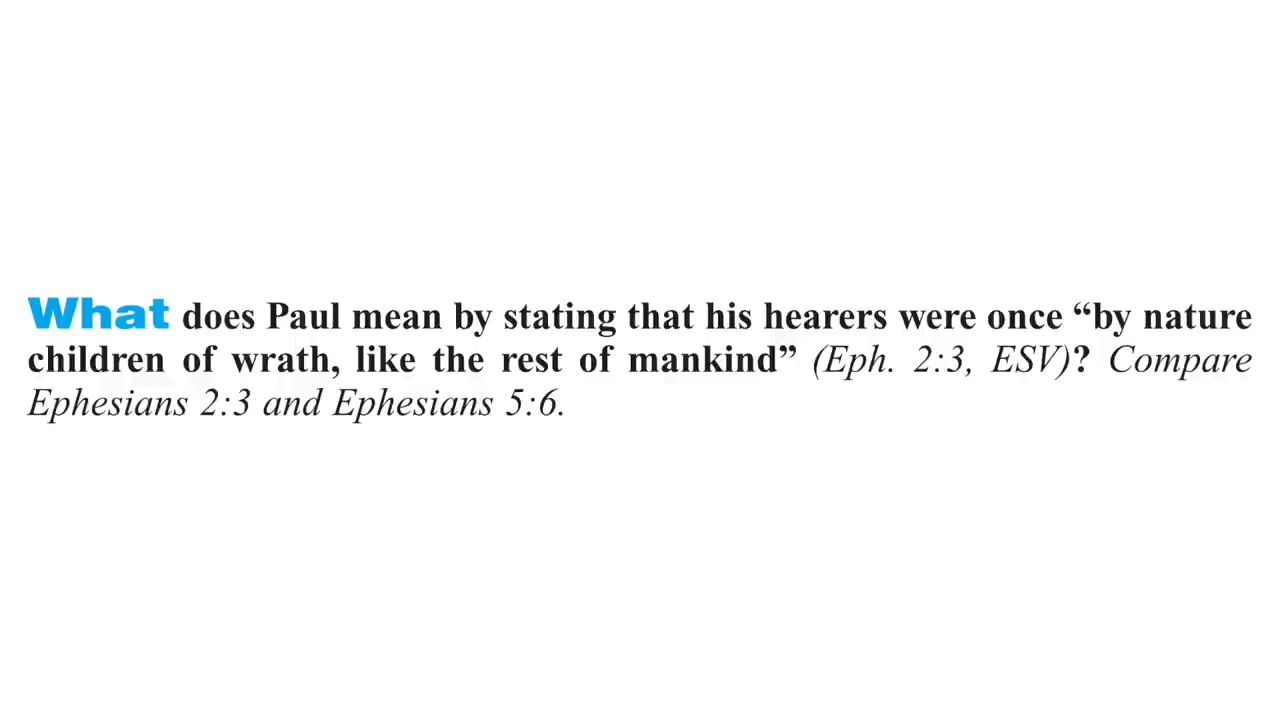 What does Paul mean by stating that his hearers were once “by nature
children of wrath, like the rest of mankind” (Eph. 2:3, ESV)? Compare
Ephesians 2:3 and Ephesians 5:6.